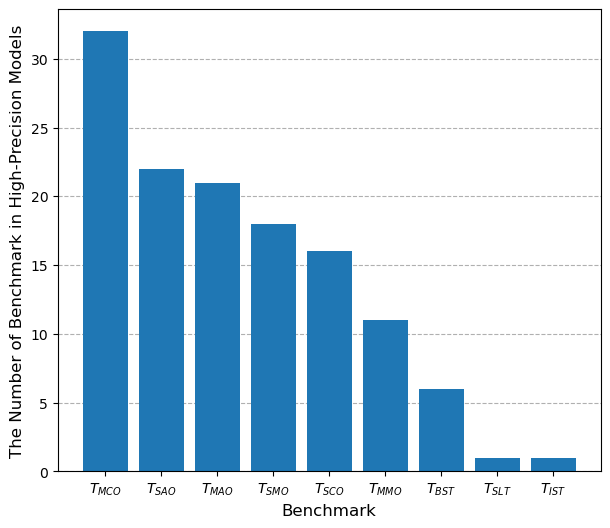 The Number of Benchmark in High-Precision Models
30
25
20
15
10
5
0
T_MCO T_SAO T_MAO T_SMO T_SCO T_MMO T_BST T_SLT T_IST
Benchmark